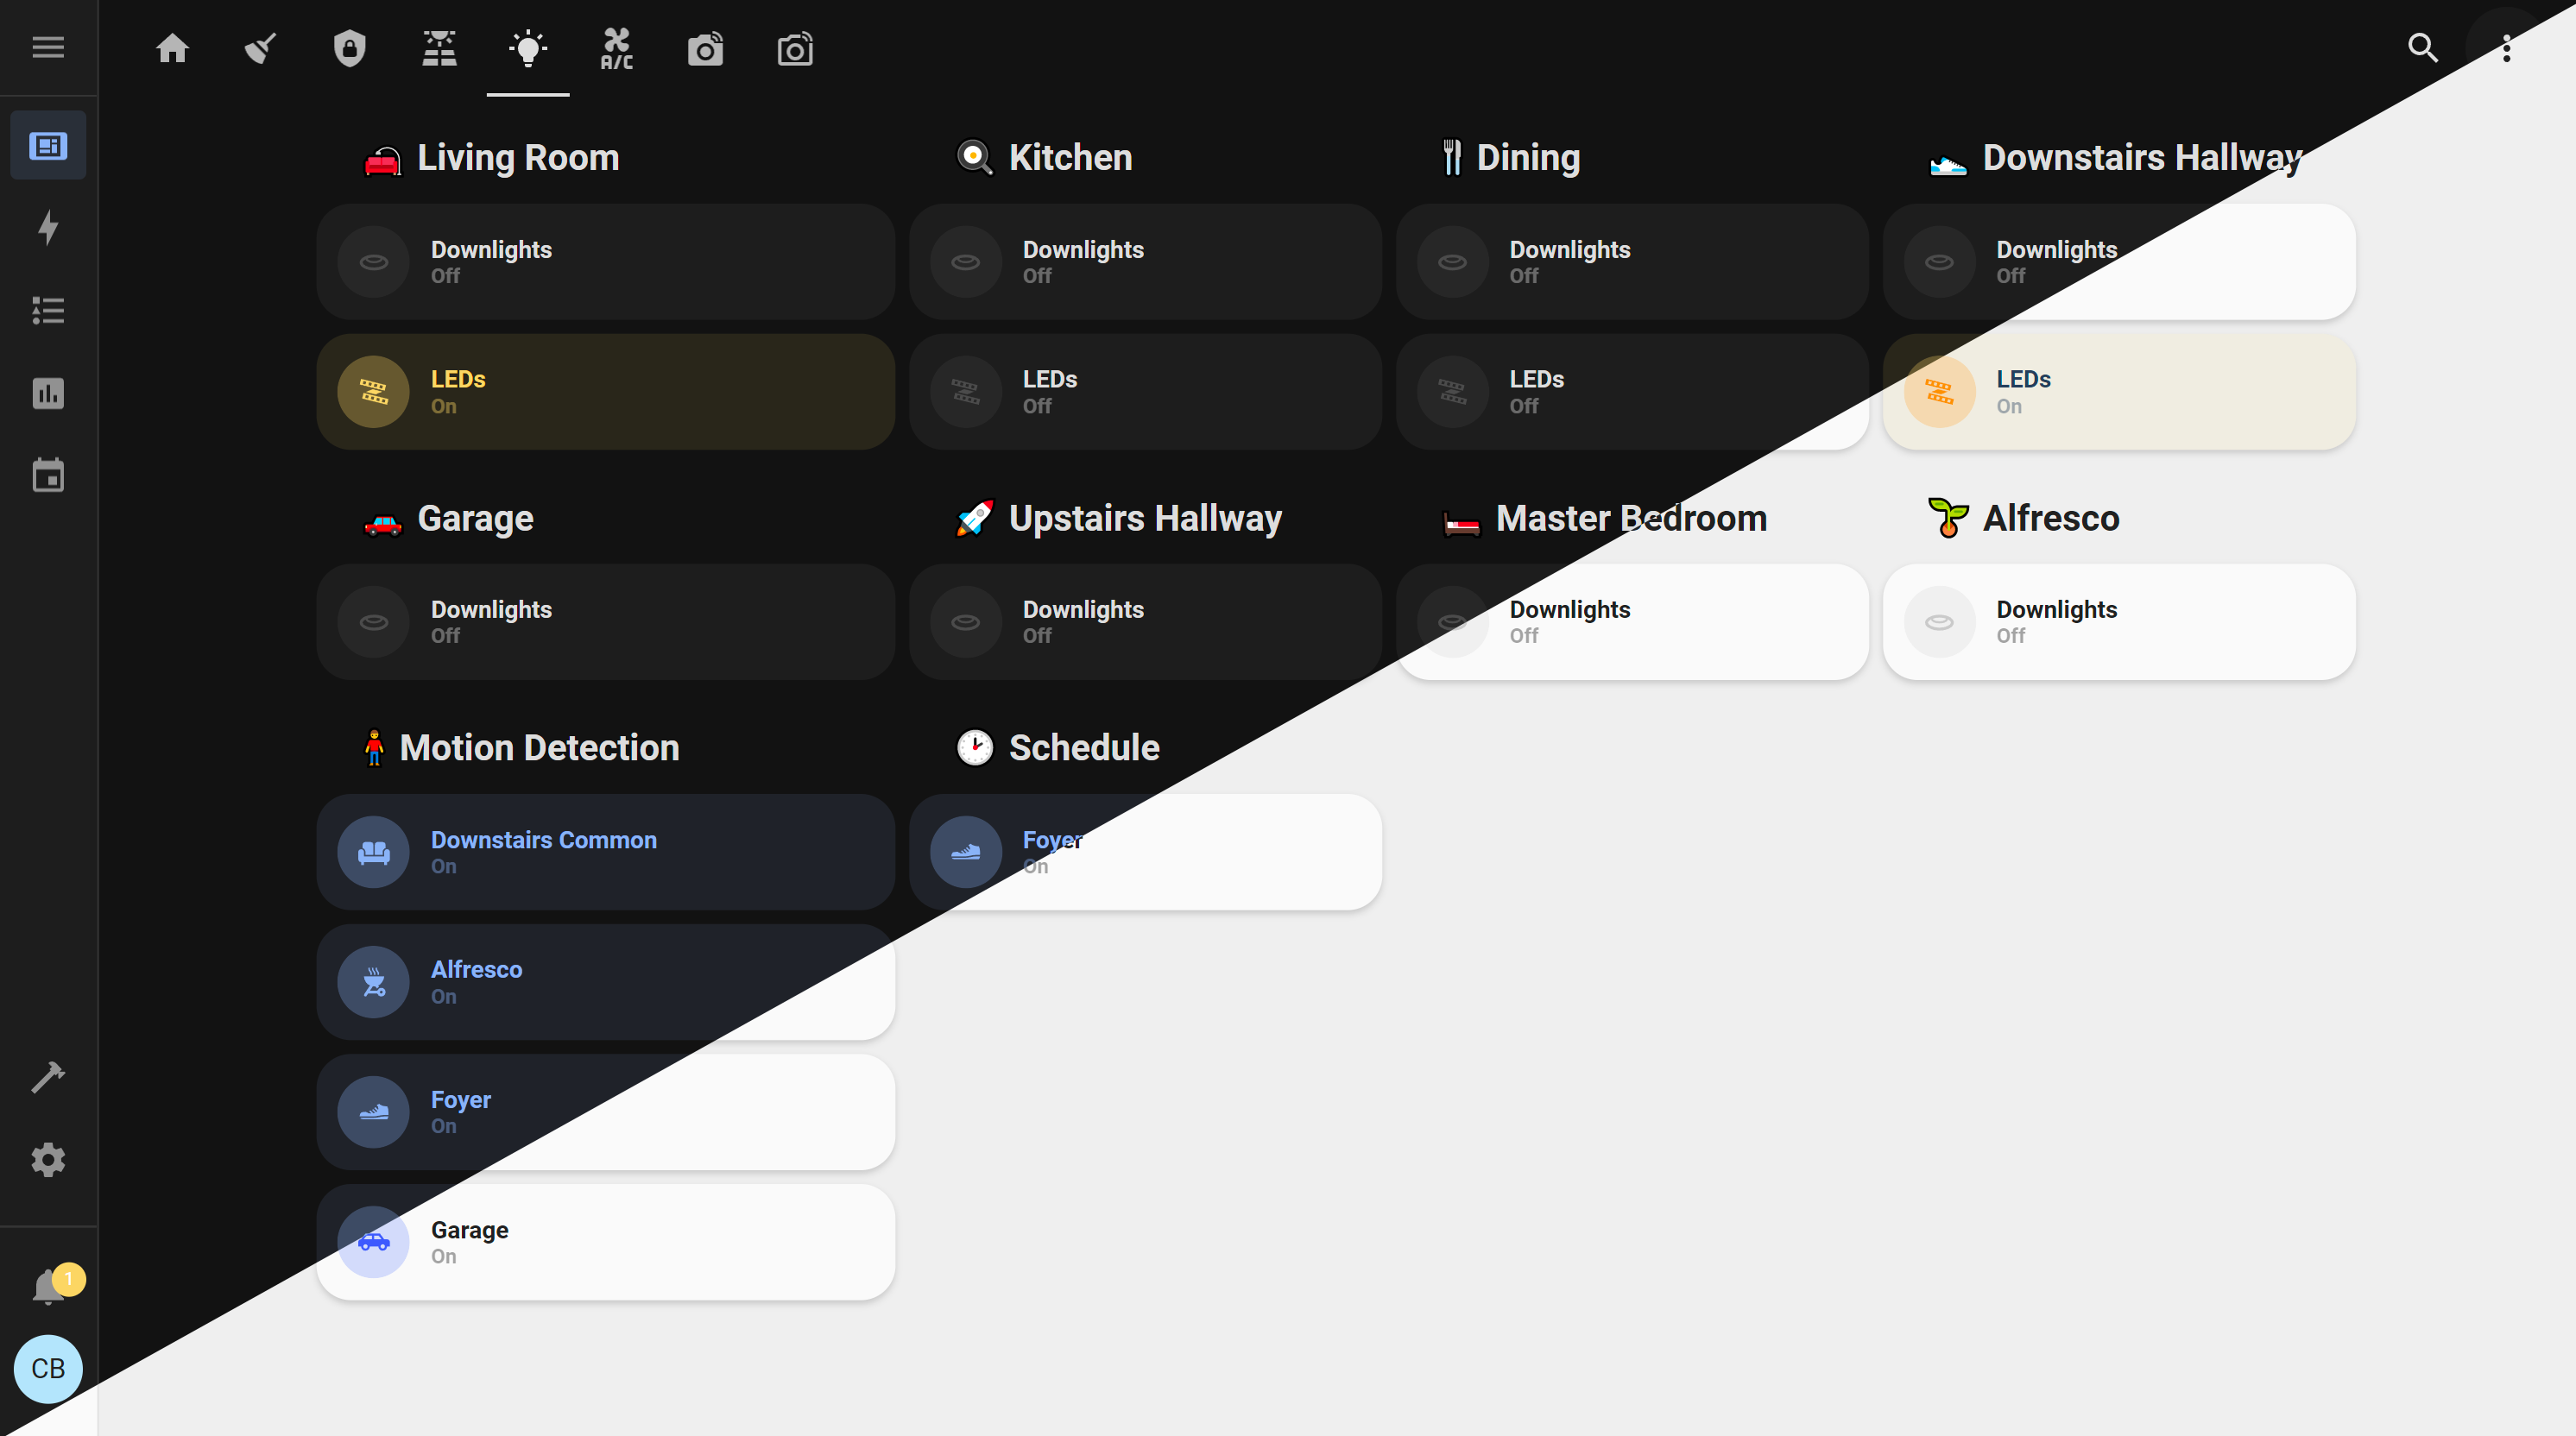 A/C
Living Room
Downlights
Off
LEDs
On
Kitchen
Downlights
Off
LEDs
Off
Dining
Downlights
Off
LEDs
Off
Downstairs Hallway
Downlights
Off
LEDs
On
Garage
Downlights
Off
Upstairs Hallway
Downlights
Off
Master Bedroom
Downlights
Off
Alfresco
Downlights
Off
Motion Detection
Downstairs Common
On
Alfresco
On
Foyer
On
Garage
On
Schedule
Foyer
On
1
CB